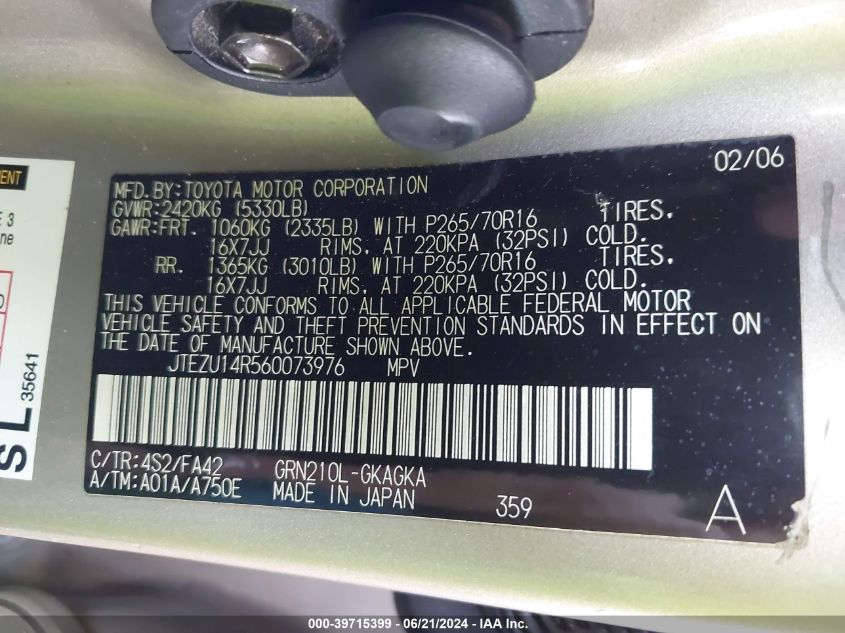 02/06
MFD. BY:TOYOTA MOTOR CORPORATION
GVWR:2420KG (5330LB)
GAWR:FRT. 1060KG (2335LB) WITH P265/70R16 TIRES,
16X7JJ RIMS, AT 220KPA (32PSI) COLD.
RR. 1365KG (3010LB) WITH P265/70R16 TIRES,
16X7JJ RIMS, AT 220KPA (32PSI) COLD.
THIS VEHICLE CONFORMS TO ALL APPLICABLE FEDERAL MOTOR
VEHICLE SAFETY AND THEFT PREVENTION STANDARDS IN EFFECT ON
THE DATE OF MANUFACTURE SHOWN ABOVE.
JTEZU14R560073976 MPV
C/TR:4S2/FA42 GRN210L-GKAGKA
A/TM:A01A/A750E MADE IN JAPAN 359 A
3
SL
35641
000-39715399 - 06/21/2024 - IAA Inc.